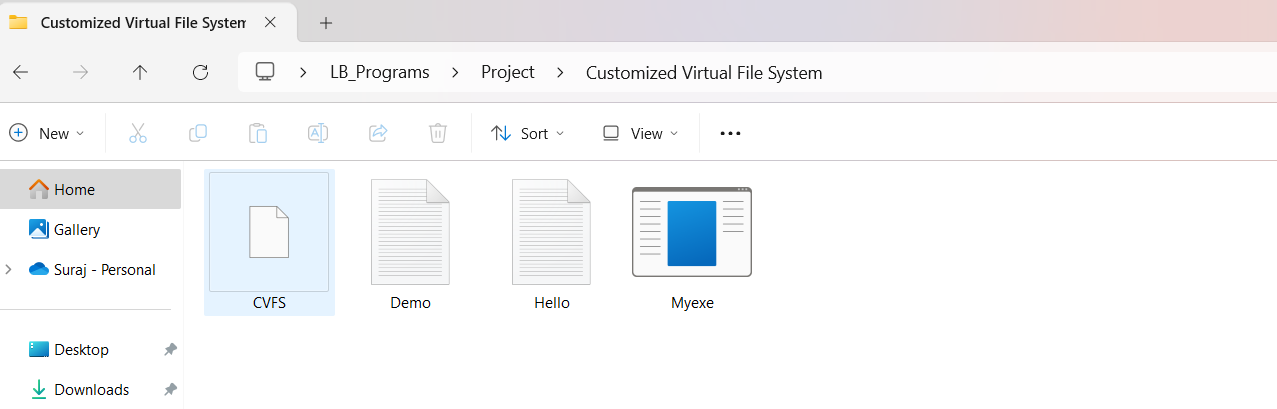 Customized Virtual File System
LB_Programs > Project > Customized Virtual File System
New Sort View
Home
Gallery
Suraj - Personal
Desktop
Downloads
CVFS Demo Hello Myexe